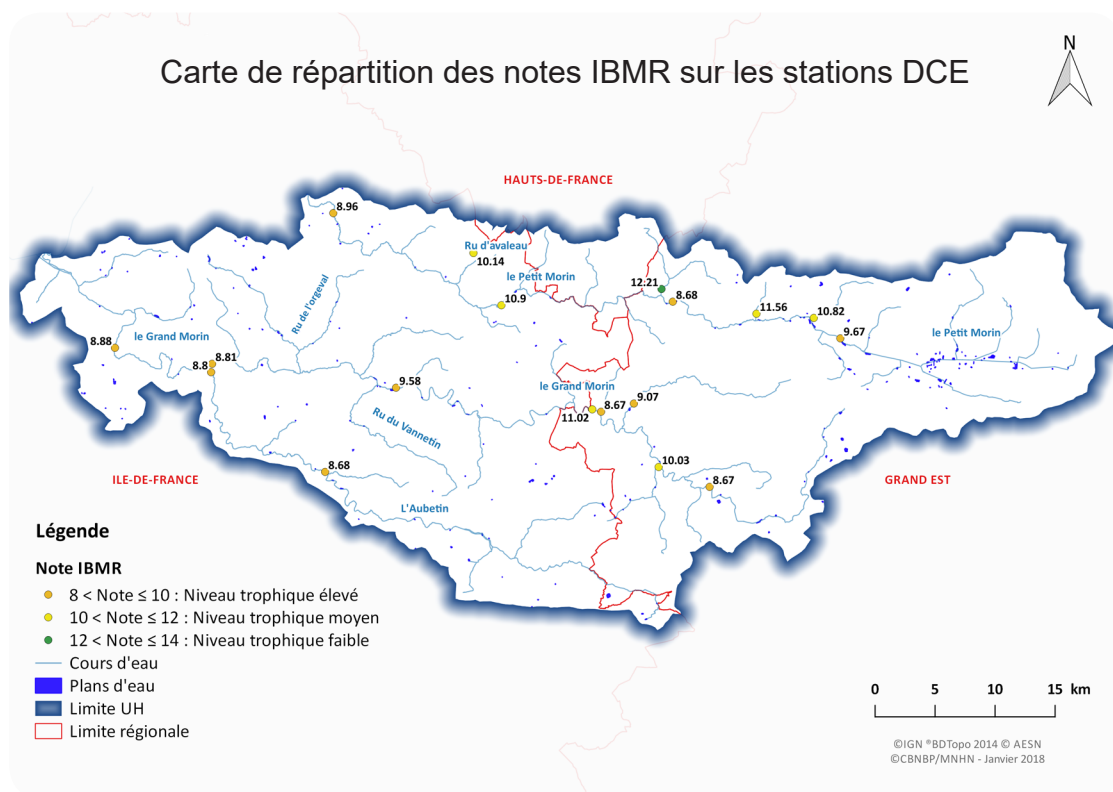 Carte de répartition des notes IBMR sur les stations DCE
N
HAUTS-DE-FRANCE
8.96
Ru d'avaleau
10.14
le Petit Morin
10.9
12.21
8.68
11.56
10.82
9.67
le Petit Morin
Ru de l'orgeval
le Grand Morin
8.88
8.81
8.8
9.58
le Grand Morin
9.07
8.67
11.02
Ru du Vannetin
10.03
8.67
8.68
ILE-DE-FRANCE
GRAND EST
L'Aubetin
Légende
Note IBMR
8 < Note ≤ 10 : Niveau trophique élevé
10 < Note ≤ 12 : Niveau trophique moyen
12 < Note ≤ 14 : Niveau trophique faible
Cours d'eau
Plans d'eau
Limite UH
Limite régionale
0 5 10 15 km
©IGN ®BDTopo 2014 © AESN
©CBNBP/MNHN - Janvier 2018